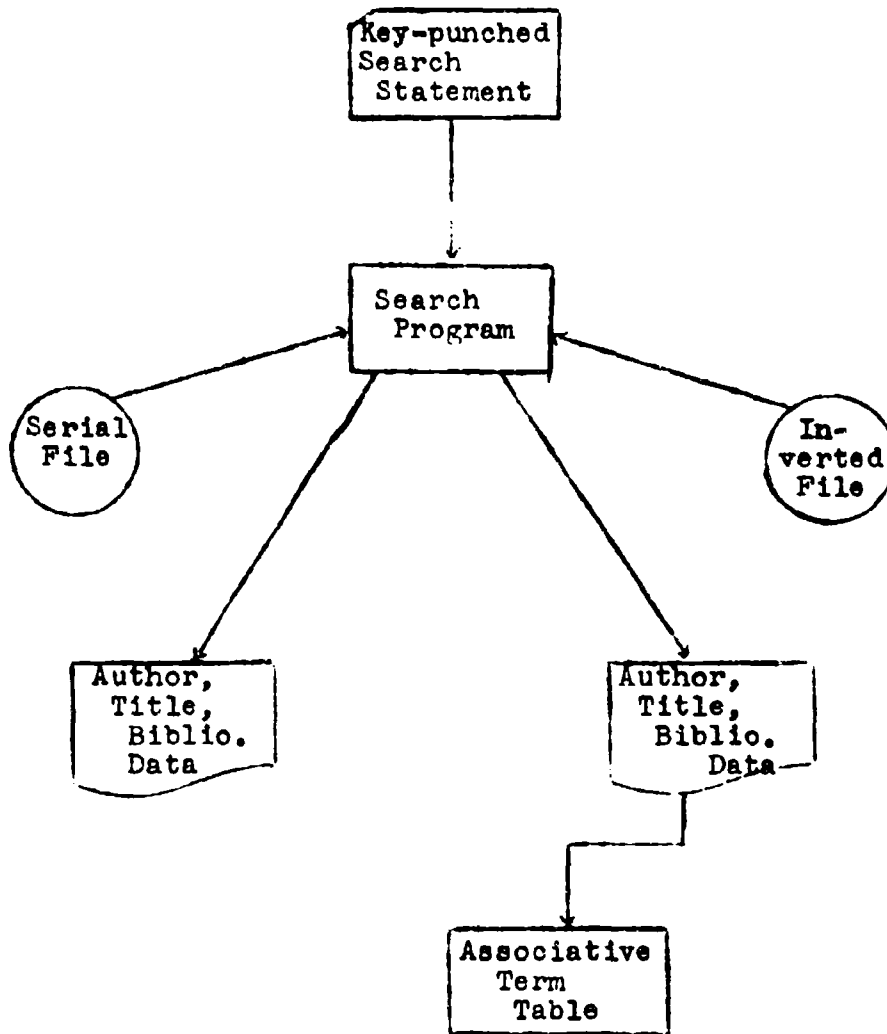 Key-punched
Search
Statement
Search
Program
Serial
File
In-
verted
File
Author,
Title,
Biblio.
Data
Author,
Title,
Biblio.
Data
Associative
Term
Table